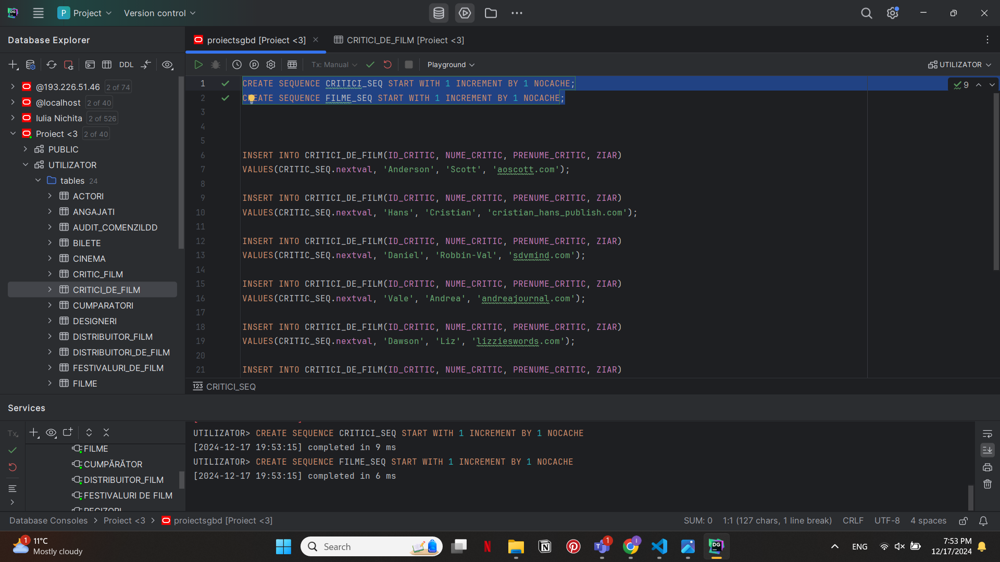 P Project Version control
Database Explorer
proiectsgbd [Proiect <3]
CRITICI_DE_FILM [Proiect <3]
DDL
Tx: Manual
Playground
UTILIZATOR
@193.226.51.46 2 of 74
@localhost 2 of 40
Iulia Nichita 2 of 526
Proiect <3 2 of 40
PUBLIC
UTILIZATOR
tables 24
ACTORI
ANGAJATI
AUDIT_COMENZILDD
BILETE
CINEMA
CRITIC_FILM
CRITICI_DE_FILM
CUMPARATORI
DESIGNERI
DISTRIBUITOR_FILM
DISTRIBUITORI_DE_FILM
FESTIVALURI_DE_FILM
FILME
1 CREATE SEQUENCE CRITICI_SEQ START WITH 1 INCREMENT BY 1 NOCACHE;
9
2 CREATE SEQUENCE FILME_SEQ START WITH 1 INCREMENT BY 1 NOCACHE;
3
4
5
6 INSERT INTO CRITICI_DE_FILM(ID_CRITIC, NUME_CRITIC, PRENUME_CRITIC, ZIAR)
7 VALUES(CRITIC_SEQ.nextval, 'Anderson', 'Scott', 'aoscott.com');
8
9 INSERT INTO CRITICI_DE_FILM(ID_CRITIC, NUME_CRITIC, PRENUME_CRITIC, ZIAR)
10 VALUES(CRITIC_SEQ.nextval, 'Hans', 'Cristian', 'cristian_hans_publish.com');
11
12 INSERT INTO CRITICI_DE_FILM(ID_CRITIC, NUME_CRITIC, PRENUME_CRITIC, ZIAR)
13 VALUES(CRITIC_SEQ.nextval, 'Daniel', 'Robbin-Val', 'sdvmind.com');
14
15 INSERT INTO CRITICI_DE_FILM(ID_CRITIC, NUME_CRITIC, PRENUME_CRITIC, ZIAR)
16 VALUES(CRITIC_SEQ.nextval, 'Vale', 'Andrea', 'andreajournal.com');
17
18 INSERT INTO CRITICI_DE_FILM(ID_CRITIC, NUME_CRITIC, PRENUME_CRITIC, ZIAR)
19 VALUES(CRITIC_SEQ.nextval, 'Dawson', 'Liz', 'lizzieswords.com');
20
21 INSERT INTO CRITICI_DE_FILM(ID_CRITIC, NUME_CRITIC, PRENUME_CRITIC, ZIAR)
123 CRITICI_SEQ
Services
Tx
FILME
CUMPĂRĂTOR
DISTRIBUITOR_FILM
FESTIVALURI DE FILM
REGIZORI
UTILIZATOR> CREATE SEQUENCE CRITICI_SEQ START WITH 1 INCREMENT BY 1 NOCACHE
[2024-12-17 19:53:15] completed in 9 ms
UTILIZATOR> CREATE SEQUENCE FILME_SEQ START WITH 1 INCREMENT BY 1 NOCACHE
[2024-12-17 19:53:15] completed in 6 ms
Database Consoles > Proiect <3 > proiectsgbd [Proiect <3]
SUM: 0 1:1 (127 chars, 1 line break) CRLF UTF-8 4 spaces
1 11°C
Mostly cloudy
Search
1
ENG
7:53 PM
12/17/2024